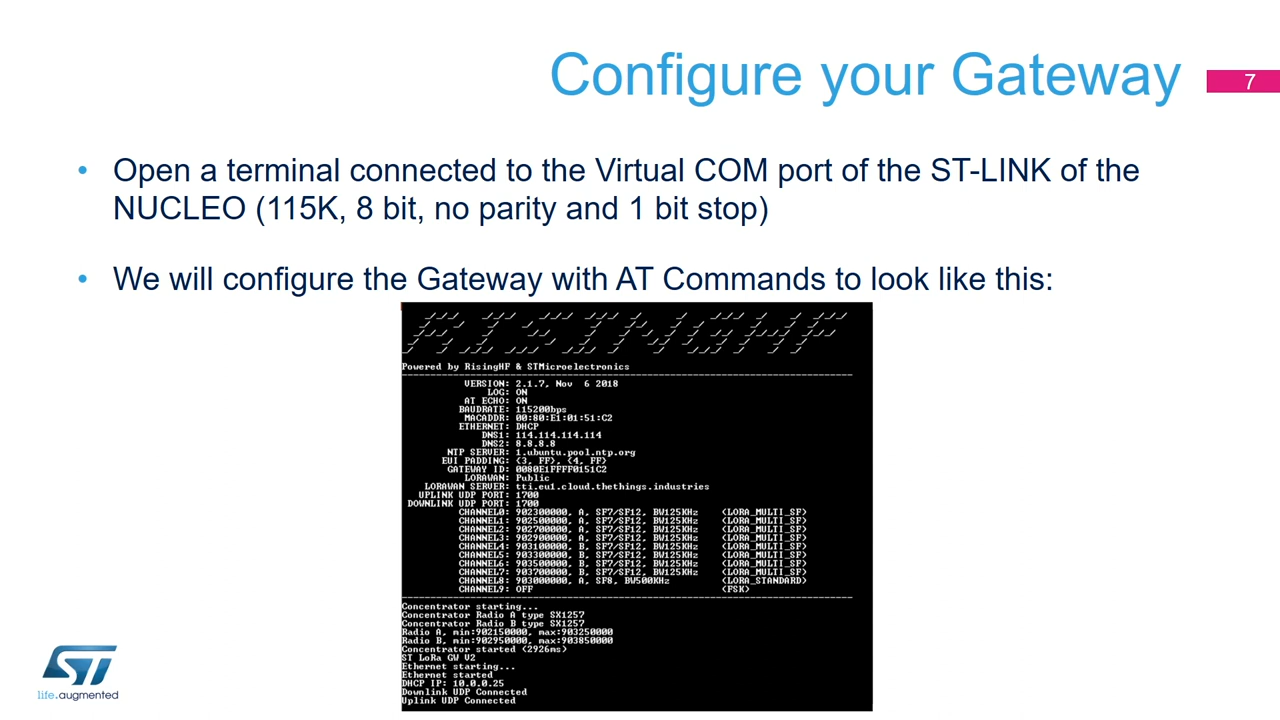 Configure your Gateway
7
• Open a terminal connected to the Virtual COM port of the ST-LINK of the
NUCLEO (115K, 8 bit, no parity and 1 bit stop)
• We will configure the Gateway with AT Commands to look like this:
RISINGHF
Powered by RisingHF & STMicroelectronics
VERSION: 2.1.7, Nov 6 2018
LOG: ON
AT ECHO: ON
BAUDRATE: 115200bps
MACADDR: 00:80:E1:01:51:C2
ETHERNET: DHCP
DNS1: 114.114.114.114
DNS2: 8.8.8.8
NTP SERVER: 1.ubuntu.pool.ntp.org
EUI PADDING: {3, FF}, {4, FF}
GATEWAY ID: 0080E1FFFF0151C2
LORAWAN: Public
LORAWAN SERVER: tti.eu1.cloud.thethings.industries
UPLINK UDP PORT: 1700
DOWNLINK UDP PORT: 1700
CHANNEL0: 902300000, A, SF7/SF12, BW125KHz (LORA_MULTI_SF)
CHANNEL1: 902500000, A, SF7/SF12, BW125KHz (LORA_MULTI_SF)
CHANNEL2: 902700000, A, SF7/SF12, BW125KHz (LORA_MULTI_SF)
CHANNEL3: 902900000, A, SF7/SF12, BW125KHz (LORA_MULTI_SF)
CHANNEL4: 903100000, B, SF7/SF12, BW125KHz (LORA_MULTI_SF)
CHANNEL5: 903300000, B, SF7/SF12, BW125KHz (LORA_MULTI_SF)
CHANNEL6: 903500000, B, SF7/SF12, BW125KHz (LORA_MULTI_SF)
CHANNEL7: 903700000, B, SF7/SF12, BW125KHz (LORA_MULTI_SF)
CHANNEL8: 903000000, A, SF8, BW500KHz (LORA_STANDARD)
CHANNEL9: OFF (FSK)
Concentrator starting...
Concentrator Radio A type SX1257
Concentrator Radio B type SX1257
Radio A, min:902150000, max:903250000
Radio B, min:902950000, max:903850000
Concentrator started (2926ms)
ST LoRa GW V2
Ethernet starting...
Ethernet started
DHCP IP: 10.0.0.25
Downlink UDP Connected
Uplink UDP Connected
ST
life.augmented